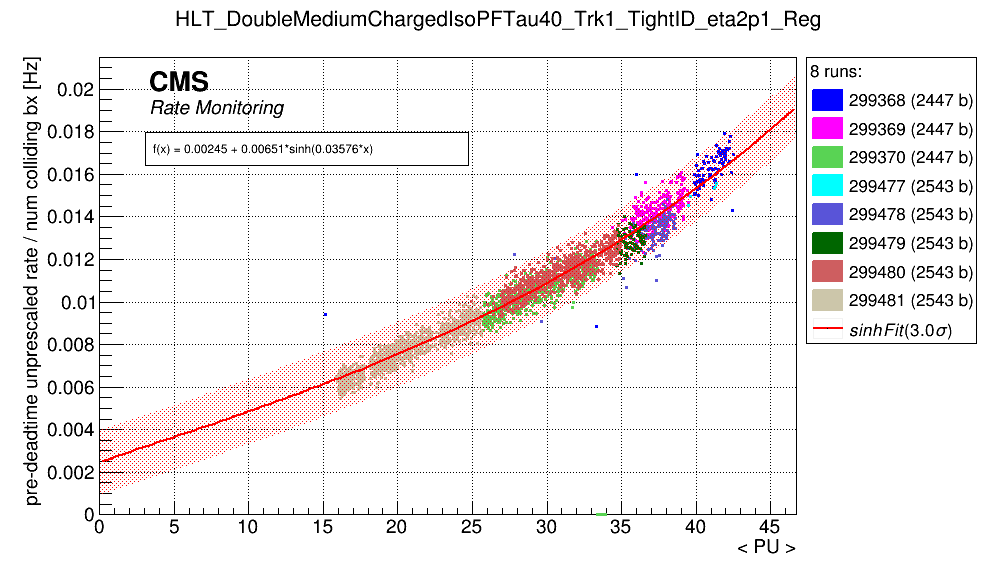 HLT_DoubleMediumChargedIsoPFTau40_Trk1_TightID_eta2p1_Reg
pre-deadtime unprescaled rate / num colliding bx [Hz]
CMS
Rate Monitoring
f(x) = 0.00245 + 0.00651*sinh(0.03576*x)
0.02
0.018
0.016
0.014
0.012
0.01
0.008
0.006
0.004
0.002
0
0 5 10 15 20 25 30 35 40 45
< PU >
8 runs:
299368 (2447 b)
299369 (2447 b)
299370 (2447 b)
299477 (2543 b)
299478 (2543 b)
299479 (2543 b)
299480 (2543 b)
299481 (2543 b)
sinhFit(3.0σ)